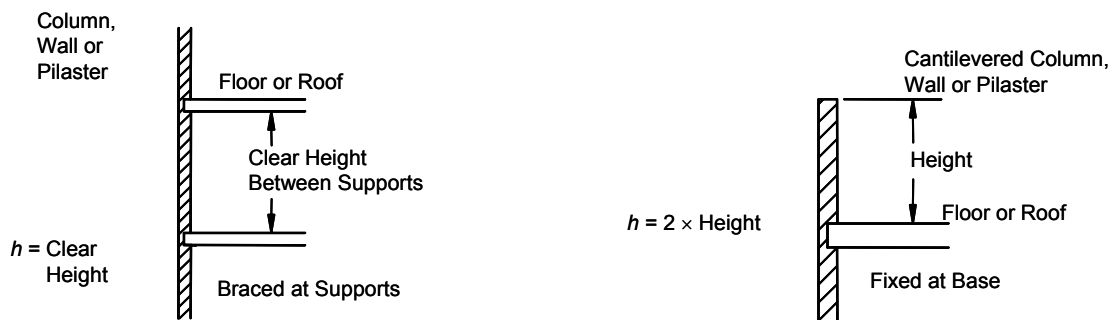 Column,
Wall or
Pilaster
Floor or Roof
Clear Height
Between Supports
h = Clear
Height
Braced at Supports
Cantilevered Column,
Wall or Pilaster
Height
Floor or Roof
h = 2 × Height
Fixed at Base